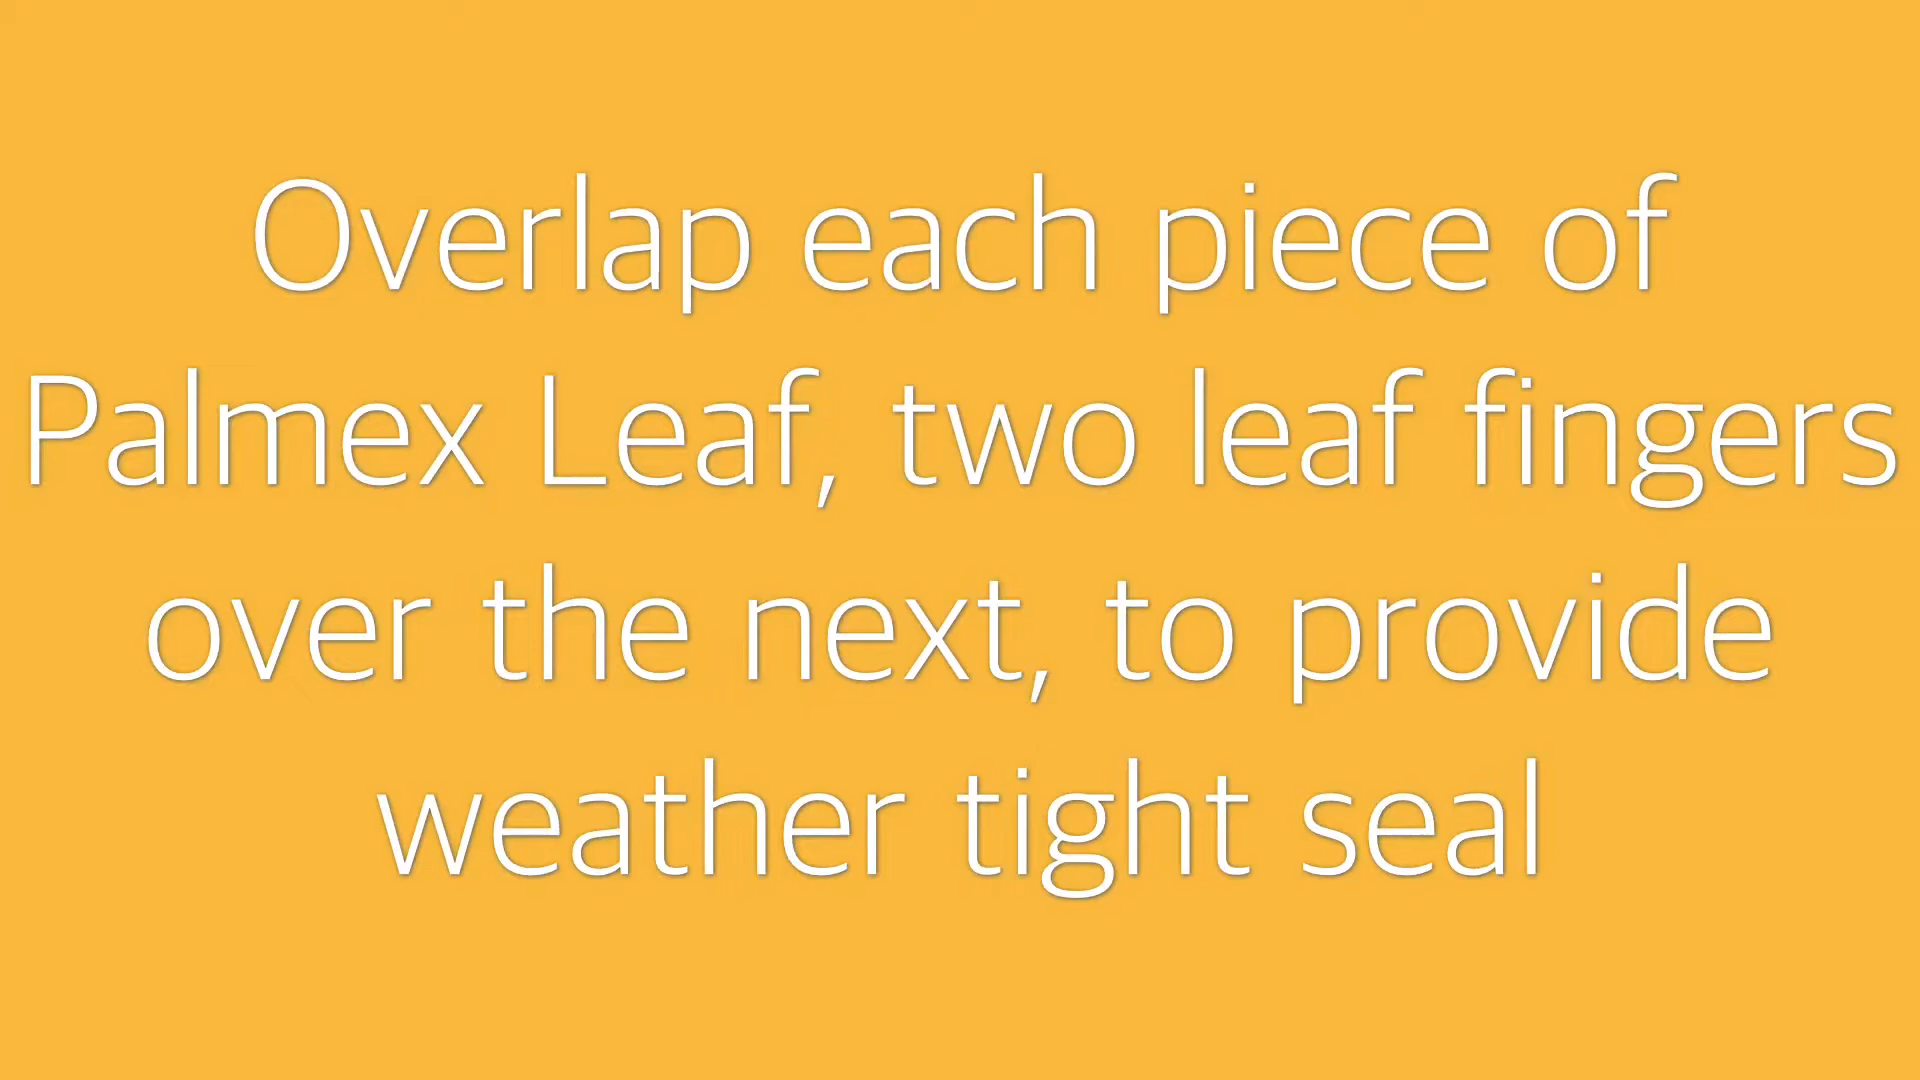 Overlap each piece of
Palmex Leaf, two leaf fingers
over the next, to provide
weather tight seal